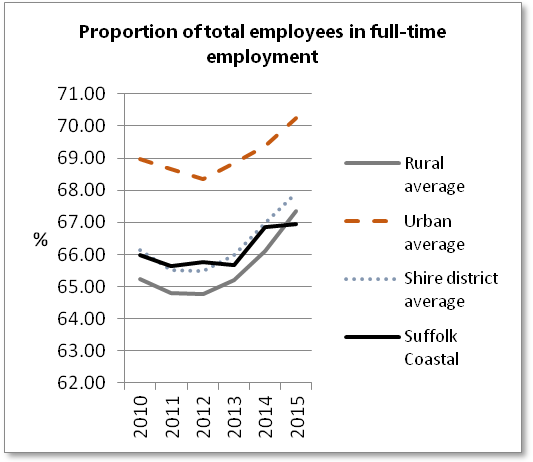 Proportion of total employees in full-time
employment
71.00
70.00
69.00
68.00
67.00
66.00
65.00
64.00
63.00
62.00
%
2010
2011
2012
2013
2014
2015
Rural
average
Urban
average
Shire district
average
Suffolk
Coastal